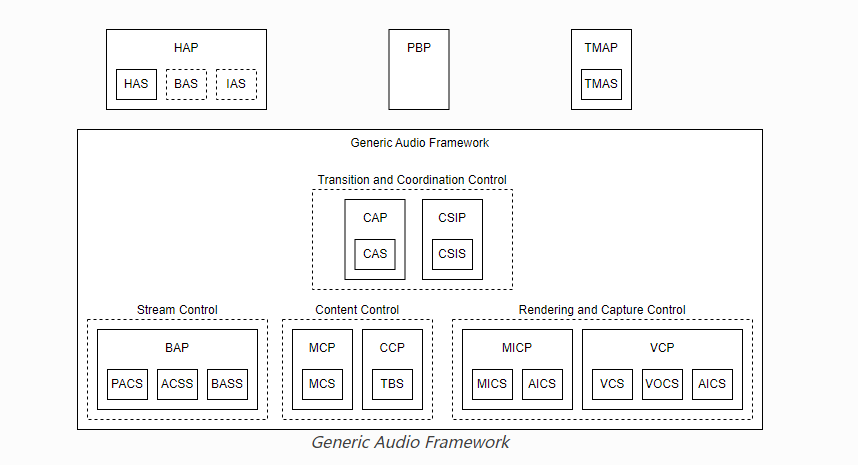 HAP
PBP
TMAP
HAS BAS IAS
TMAS
Generic Audio Framework
Transition and Coordination Control
CAP CSIP
CAS CSIS
Stream Control
Content Control
Rendering and Capture Control
BAP
MCP CCP
MICP VCP
PACS ACSS BASS
MCS TBS
MICS AICS VCS VOCS AICS
Generic Audio Framework